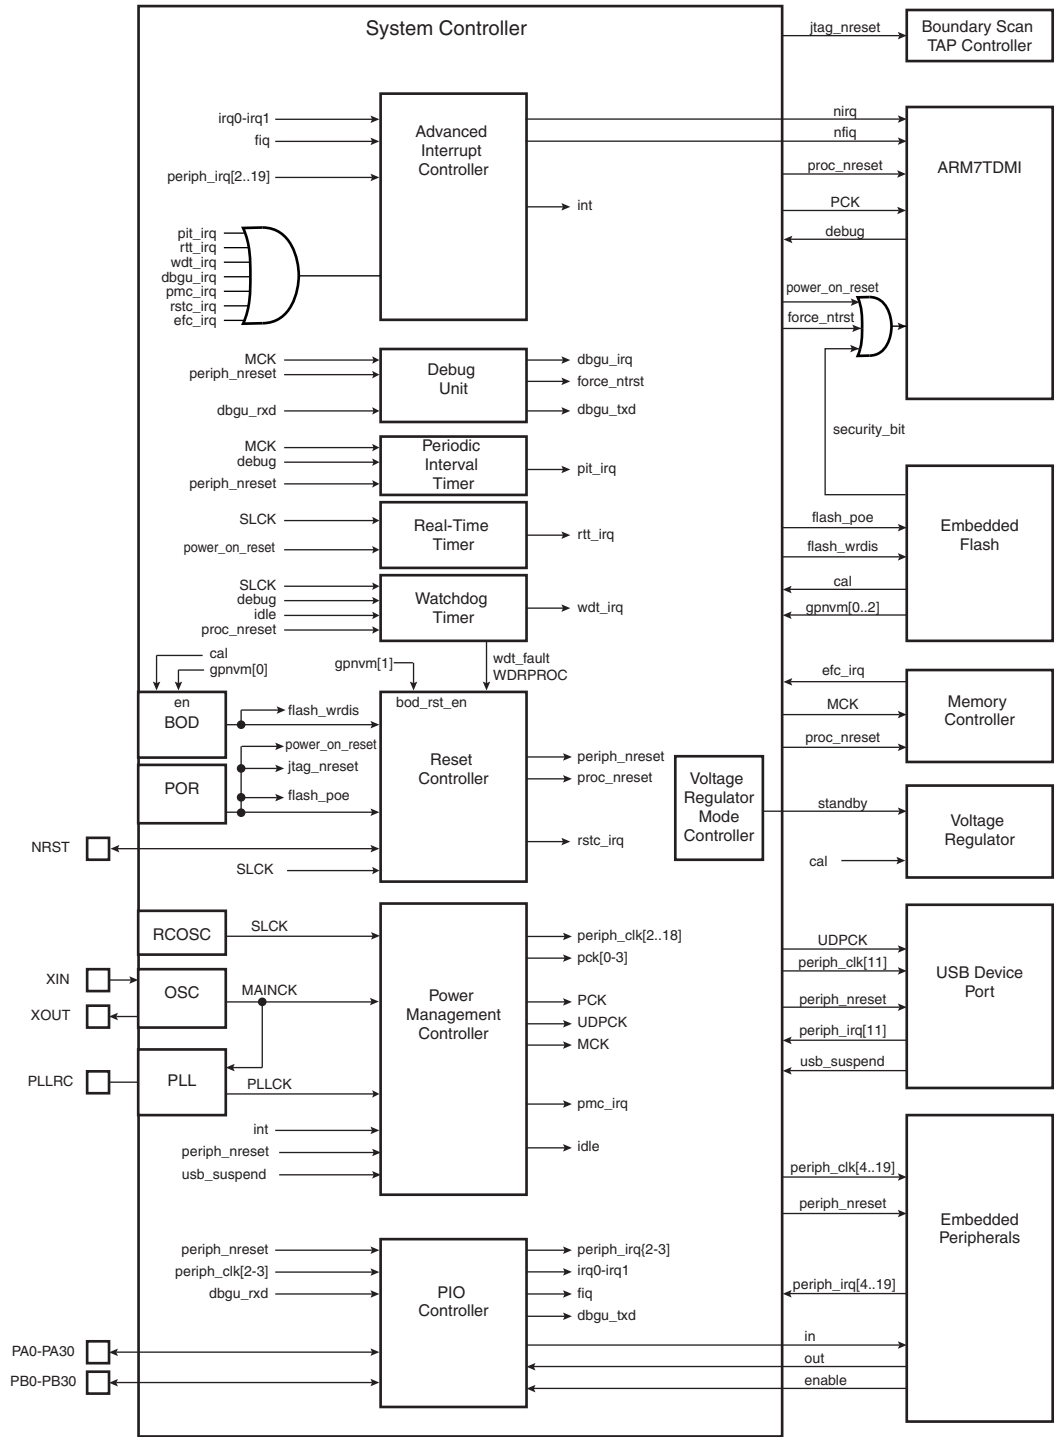 System Controller
jtag_nreset
Boundary Scan
TAP Controller
irq0-irq1
fiq
periph_irq[2..19]
Advanced
Interrupt
Controller
int
nirq
nfiq
proc_nreset
PCK
debug
ARM7TDMI
pit_irq
rtt_irq
wdt_irq
dbgu_irq
pmc_irq
rstc_irq
efc_irq
power_on_reset
force_ntrst
security_bit
MCK
periph_nreset
dbgu_rxd
Debug
Unit
dbgu_irq
force_ntrst
dbgu_txd
MCK
debug
periph_nreset
Periodic
Interval
Timer
pit_irq
SLCK
power_on_reset
Real-Time
Timer
rtt_irq
flash_poe
flash_wrdis
cal
gpnvm[0..2]
Embedded
Flash
SLCK
debug
idle
proc_nreset
Watchdog
Timer
wdt_irq
wdt_fault
WDRPROC
cal
gpnvm[0]
gpnvm[1]
en
BOD
POR
flash_wrdis
power_on_reset
jtag_nreset
flash_poe
bod_rst_en
Reset
Controller
periph_nreset
proc_nreset
rstc_irq
NRST
SLCK
efc_irq
MCK
proc_nreset
Memory
Controller
Voltage
Regulator
Mode
Controller
standby
cal
Voltage
Regulator
RCOSC
SLCK
XIN
XOUT
OSC
MAINCK
PLLRC
PLL
PLLCK
int
periph_nreset
usb_suspend
Power
Management
Controller
periph_clk[2..18]
pck[0-3]
PCK
UDPCK
MCK
pmc_irq
idle
UDPCK
periph_clk[11]
periph_nreset
periph_irq[11]
usb_suspend
USB Device
Port
periph_clk[4..19]
periph_nreset
periph_irq[4..19]
Embedded
Peripherals
periph_nreset
periph_clk[2-3]
dbgu_rxd
PIO
Controller
periph_irq{2-3]
irq0-irq1
fiq
dbgu_txd
in
out
enable
PA0-PA30
PB0-PB30